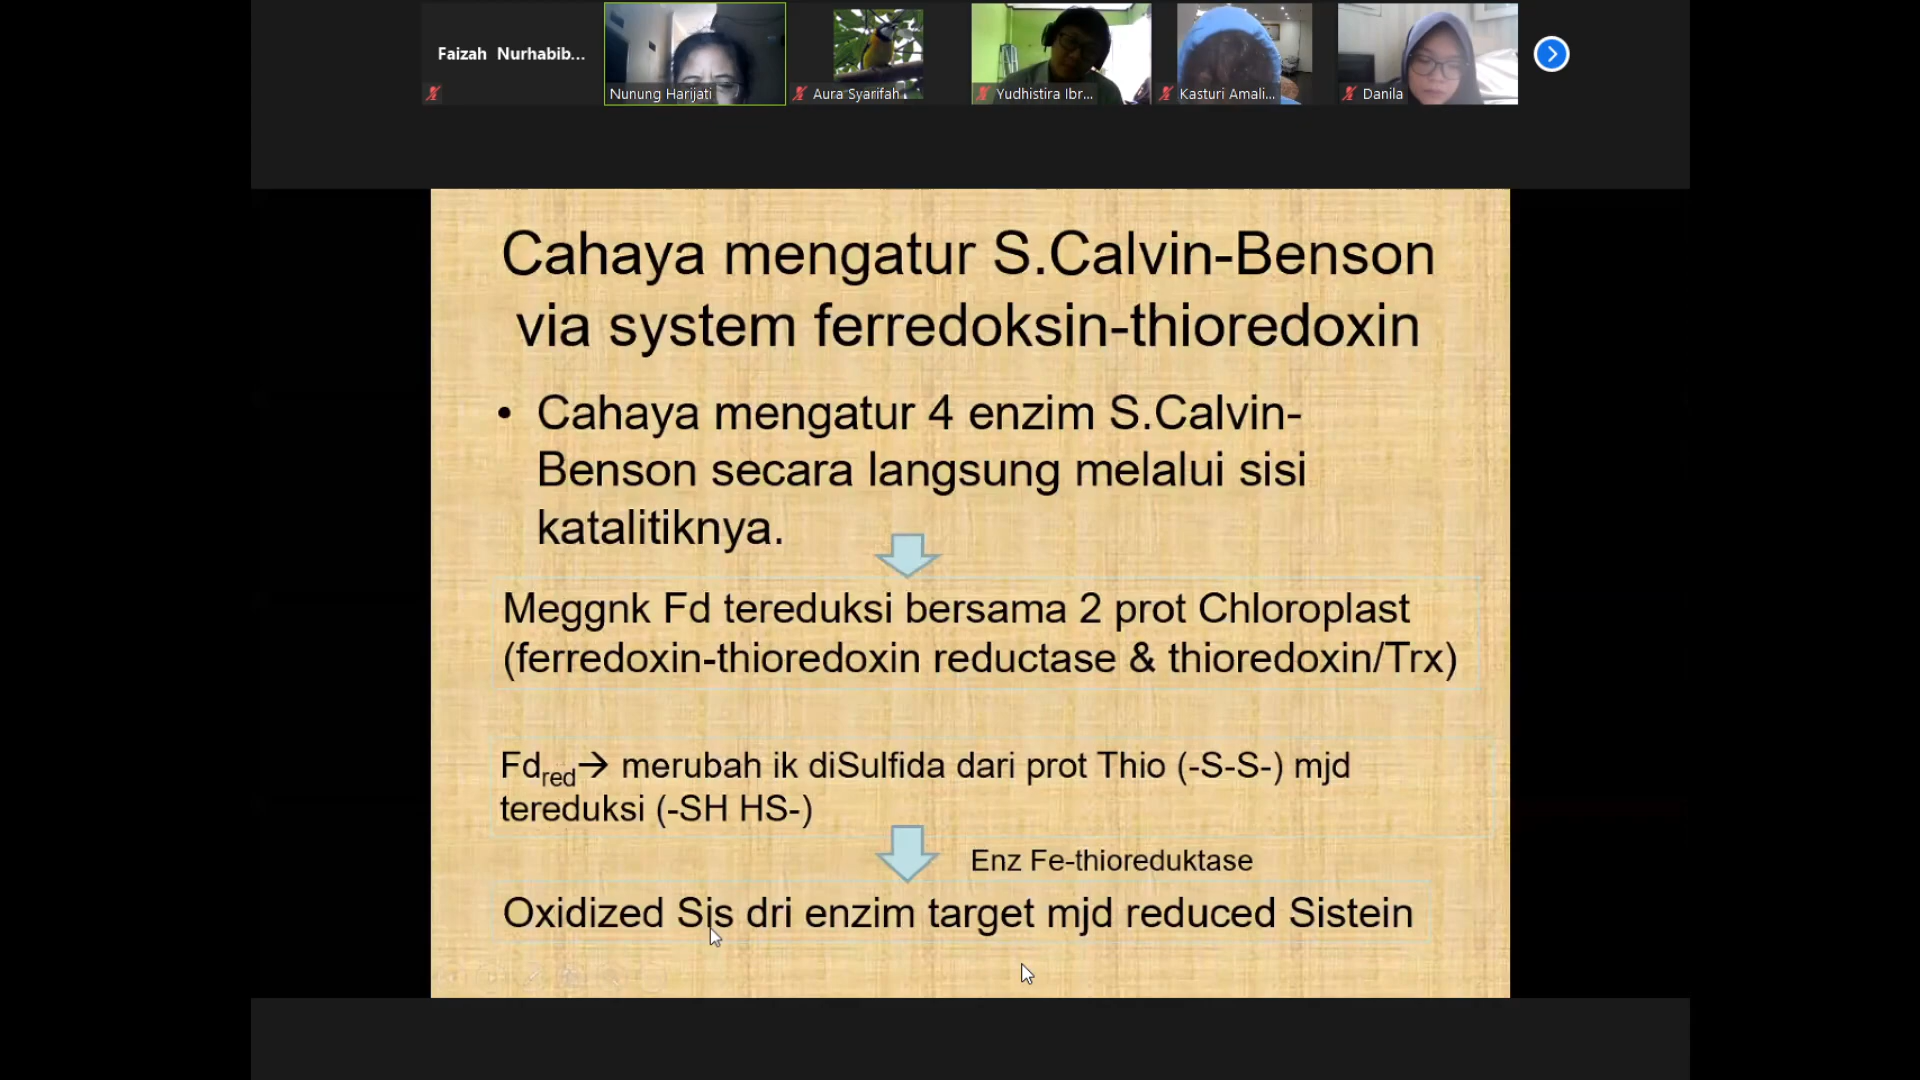 Faizah Nurhabib...
Nunung Harijati
Aura Syarifah
Yudhistira Ibr...
Kasturi Amali...
Danila
Cahaya mengatur S.Calvin-Benson
via system ferredoksin-thioredoxin
• Cahaya mengatur 4 enzim S.Calvin-
Benson secara langsung melalui sisi
katalitiknya.
Meggnk Fd tereduksi bersama 2 prot Chloroplast
(ferredoxin-thioredoxin reductase & thioredoxin/Trx)
Fdred→ merubah ik diSulfida dari prot Thio (-S-S-) mjd
tereduksi (-SH HS-)
Enz Fe-thioreduktase
Oxidized Sis dri enzim target mjd reduced Sistein